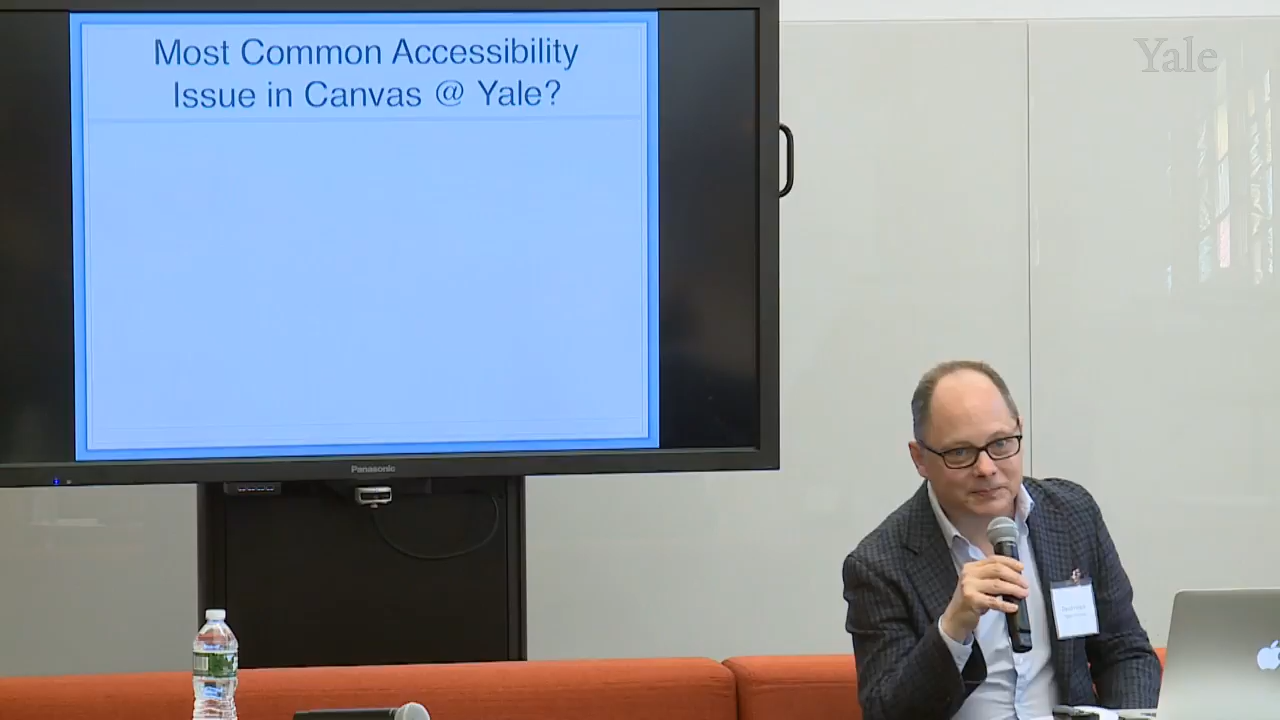 Most Common Accessibility
Issue in Canvas @ Yale?
Yale
Panasonic